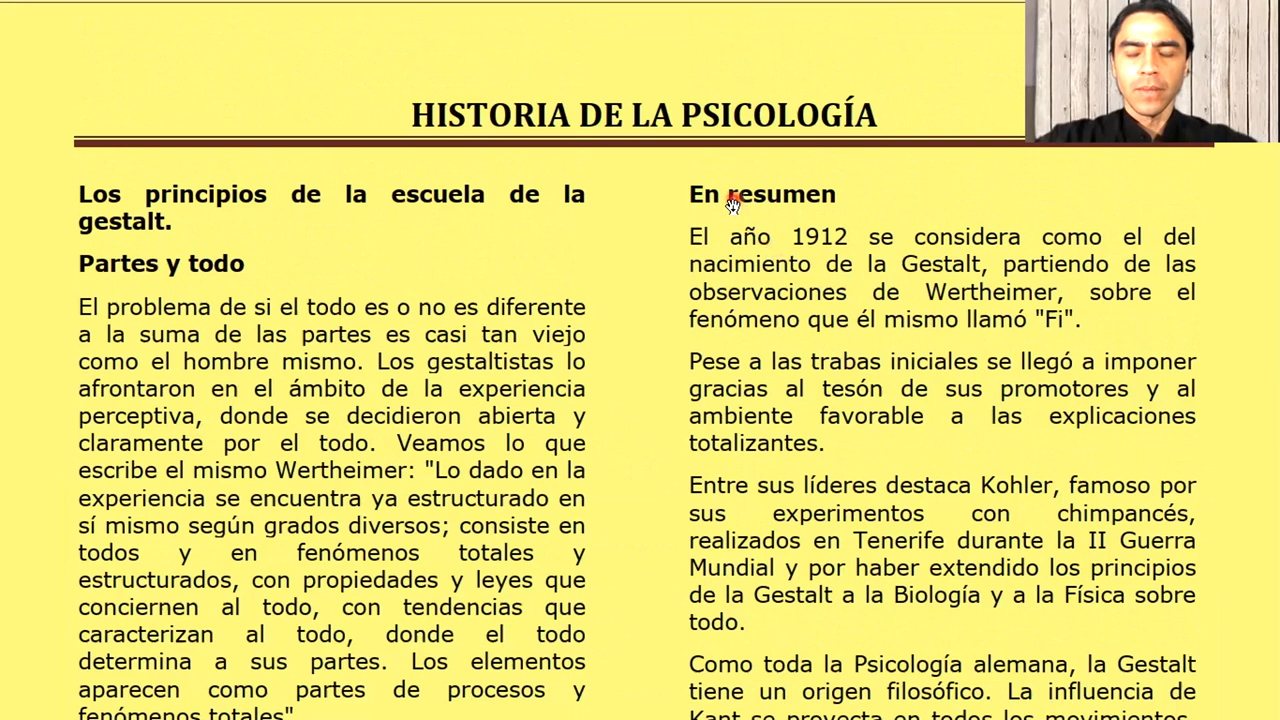 HISTORIA DE LA PSICOLOGÍA
Los principios de la escuela de la
gestalt.
Partes y todo
El problema de si el todo es o no es diferente
a la suma de las partes es casi tan viejo
como el hombre mismo. Los gestaltistas lo
afrontaron en el ámbito de la experiencia
perceptiva, donde se decidieron abierta y
claramente por el todo. Veamos lo que
escribe el mismo Wertheimer: "Lo dado en la
experiencia se encuentra ya estructurado en
sí mismo según grados diversos; consiste en
todos y en fenómenos totales y
estructurados, con propiedades y leyes que
conciernen al todo, con tendencias que
caracterizan al todo, donde el todo
determina a sus partes. Los elementos
aparecen como partes de procesos y
fenómenos totales"
En resumen
El año 1912 se considera como el del
nacimiento de la Gestalt, partiendo de las
observaciones de Wertheimer, sobre el
fenómeno que él mismo llamó "Fi".
Pese a las trabas iniciales se llegó a imponer
gracias al tesón de sus promotores y al
ambiente favorable a las explicaciones
totalizantes.
Entre sus líderes destaca Kohler, famoso por
sus experimentos con chimpancés,
realizados en Tenerife durante la II Guerra
Mundial y por haber extendido los principios
de la Gestalt a la Biología y a la Física sobre
todo.
Como toda la Psicología alemana, la Gestalt
tiene un origen filosófico. La influencia de
Kant se proyecta en todos los movimientos,